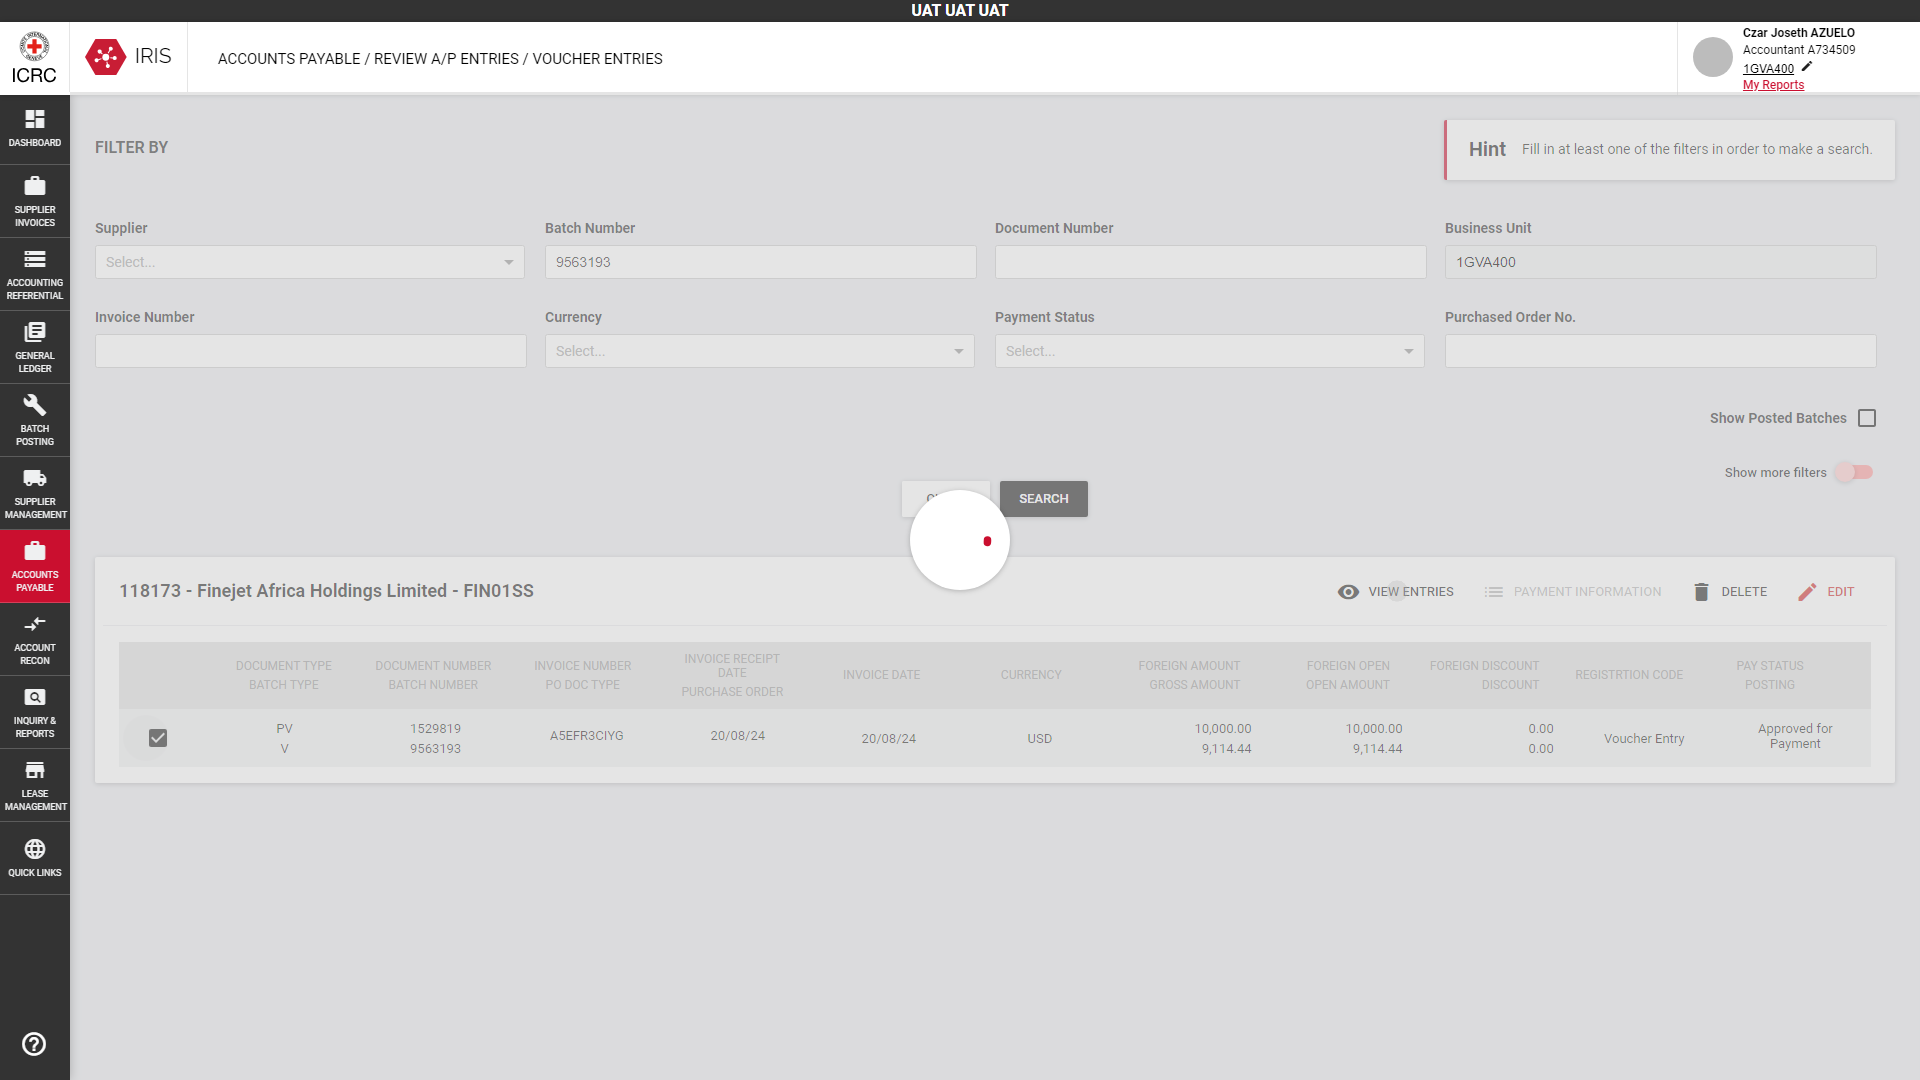 UAT UAT UAT
ICRC
IRIS
ACCOUNTS PAYABLE / REVIEW A/P ENTRIES / VOUCHER ENTRIES
Czar Joseth AZUELO
Accountant A734509
1GVA400
My Reports
DASHBOARD
SUPPLIER
INVOICES
ACCOUNTING
REFERENTIAL
GENERAL
LEDGER
BATCH
POSTING
SUPPLIER
MANAGEMENT
ACCOUNTS
PAYABLE
ACCOUNT
RECON
INQUIRY &
REPORTS
LEASE
MANAGEMENT
QUICK LINKS
FILTER BY
Hint Fill in at least one of the filters in order to make a search.
Supplier Batch Number Document Number Business Unit
Select... 9563193 1GVA400
Invoice Number Currency Payment Status Purchased Order No.
Select... Select...
Show Posted Batches
Show more filters
SEARCH
118173 - Finejet Africa Holdings Limited - FIN01SS
VIEW ENTRIES PAYMENT INFORMATION DELETE EDIT
DOCUMENT TYPE
BATCH TYPE
DOCUMENT NUMBER
BATCH NUMBER
INVOICE NUMBER
PO DOC TYPE
INVOICE RECEIPT
DATE
PURCHASE ORDER
INVOICE DATE
CURRENCY
FOREIGN AMOUNT
GROSS AMOUNT
FOREIGN OPEN
OPEN AMOUNT
FOREIGN DISCOUNT
DISCOUNT
REGISTRTION CODE
PAY STATUS
POSTING
PV
V
1529819
9563193
A5EFR3CIYG
20/08/24
20/08/24
USD
10,000.00
9,114.44
10,000.00
9,114.44
0.00
0.00
Voucher Entry
Approved for
Payment